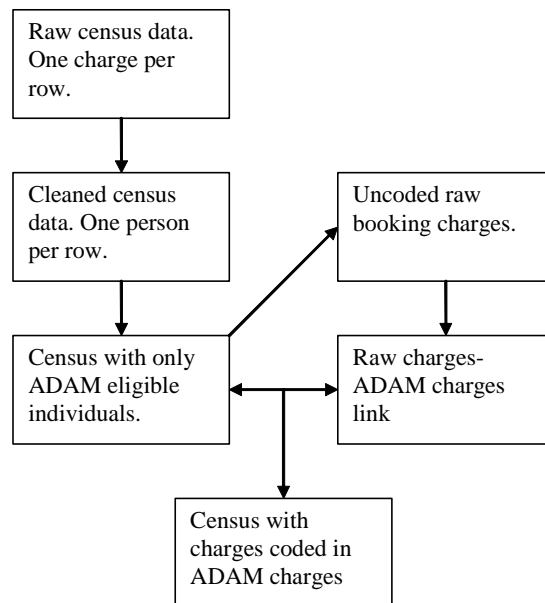 Raw census data.
One charge per
row.
Cleaned census
data. One person
per row.
Uncoded raw
booking charges.
Census with only
ADAM eligible
individuals.
Raw charges-
ADAM charges
link
Census with
charges coded in
ADAM charges